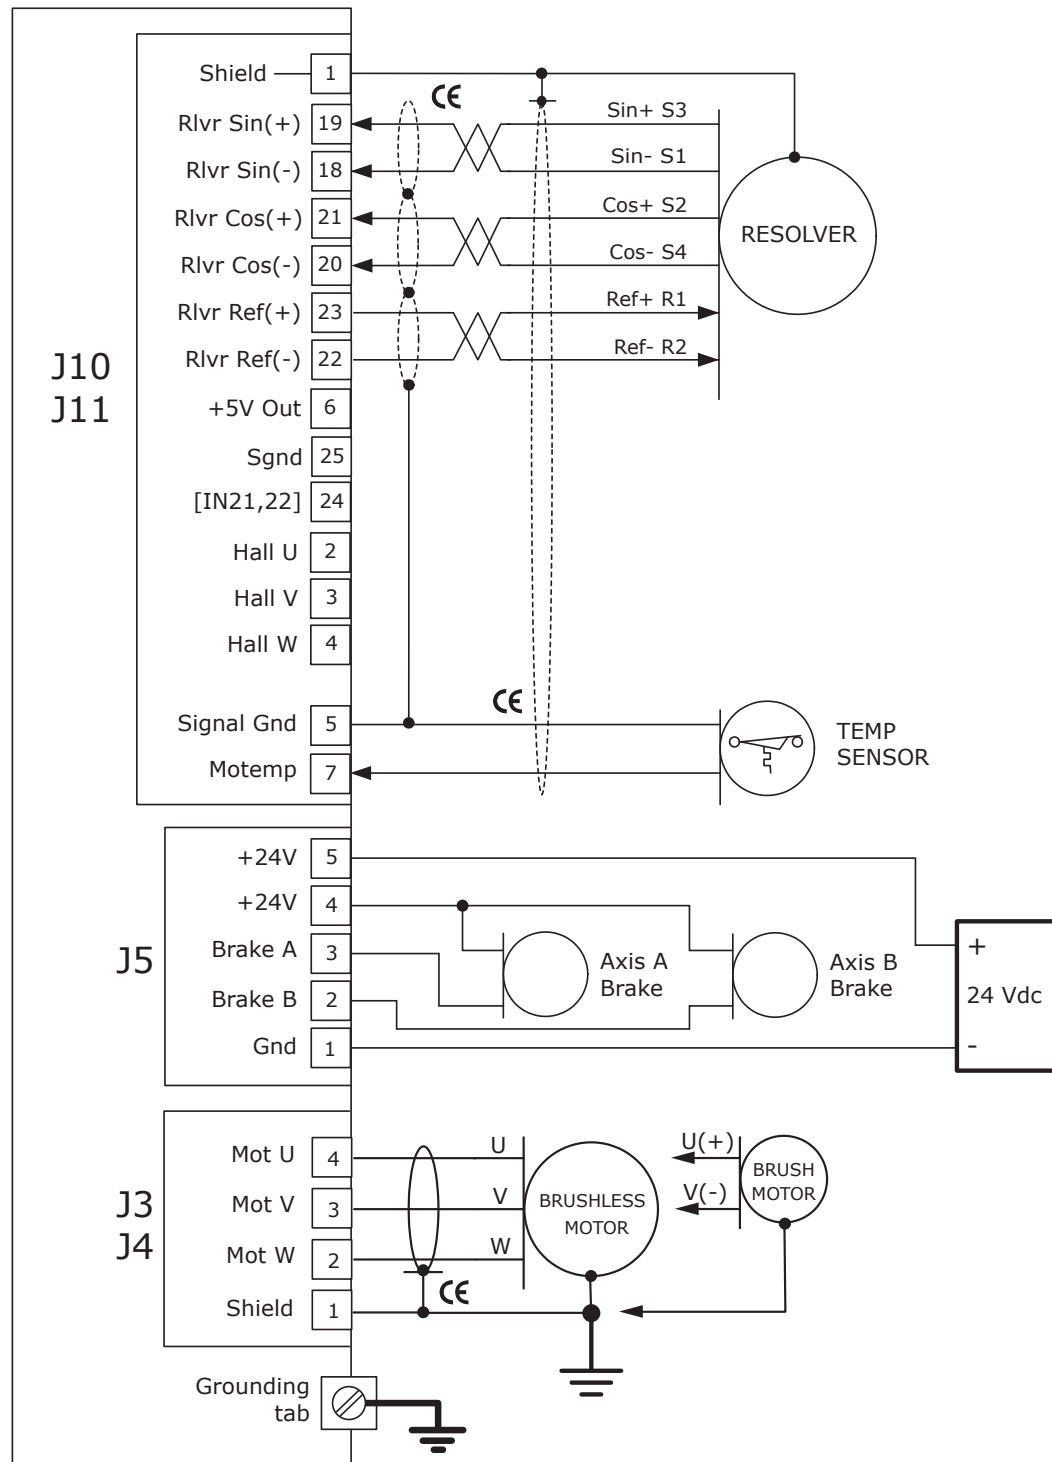 J10
J11
Shield 1
Rlvr Sin(+) 19 Sin+ S3
Rlvr Sin(-) 18 Sin- S1
Rlvr Cos(+) 21 Cos+ S2
Rlvr Cos(-) 20 Cos- S4
Rlvr Ref(+) 23 Ref+ R1
Rlvr Ref(-) 22 Ref- R2
RESOLVER
CE
+5V Out 6
Sgnd 25
[IN21,22] 24
Hall U 2
Hall V 3
Hall W 4
Signal Gnd 5
Motemp 7
CE
TEMP
SENSOR
J5
+24V 5
+24V 4
Brake A 3
Brake B 2
Gnd 1
Axis A
Brake
Axis B
Brake
+
24 Vdc
-
J3
J4
Mot U 4 U
Mot V 3 V
Mot W 2 W
Shield 1
CE
BRUSHLESS
MOTOR
U(+)
V(-)
BRUSH
MOTOR
Grounding
tab